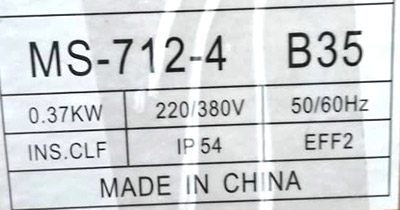 MS-712-4 B35
0.37KW 220/380V 50/60Hz
INS.CLF IP 54 EFF2
MADE IN CHINA